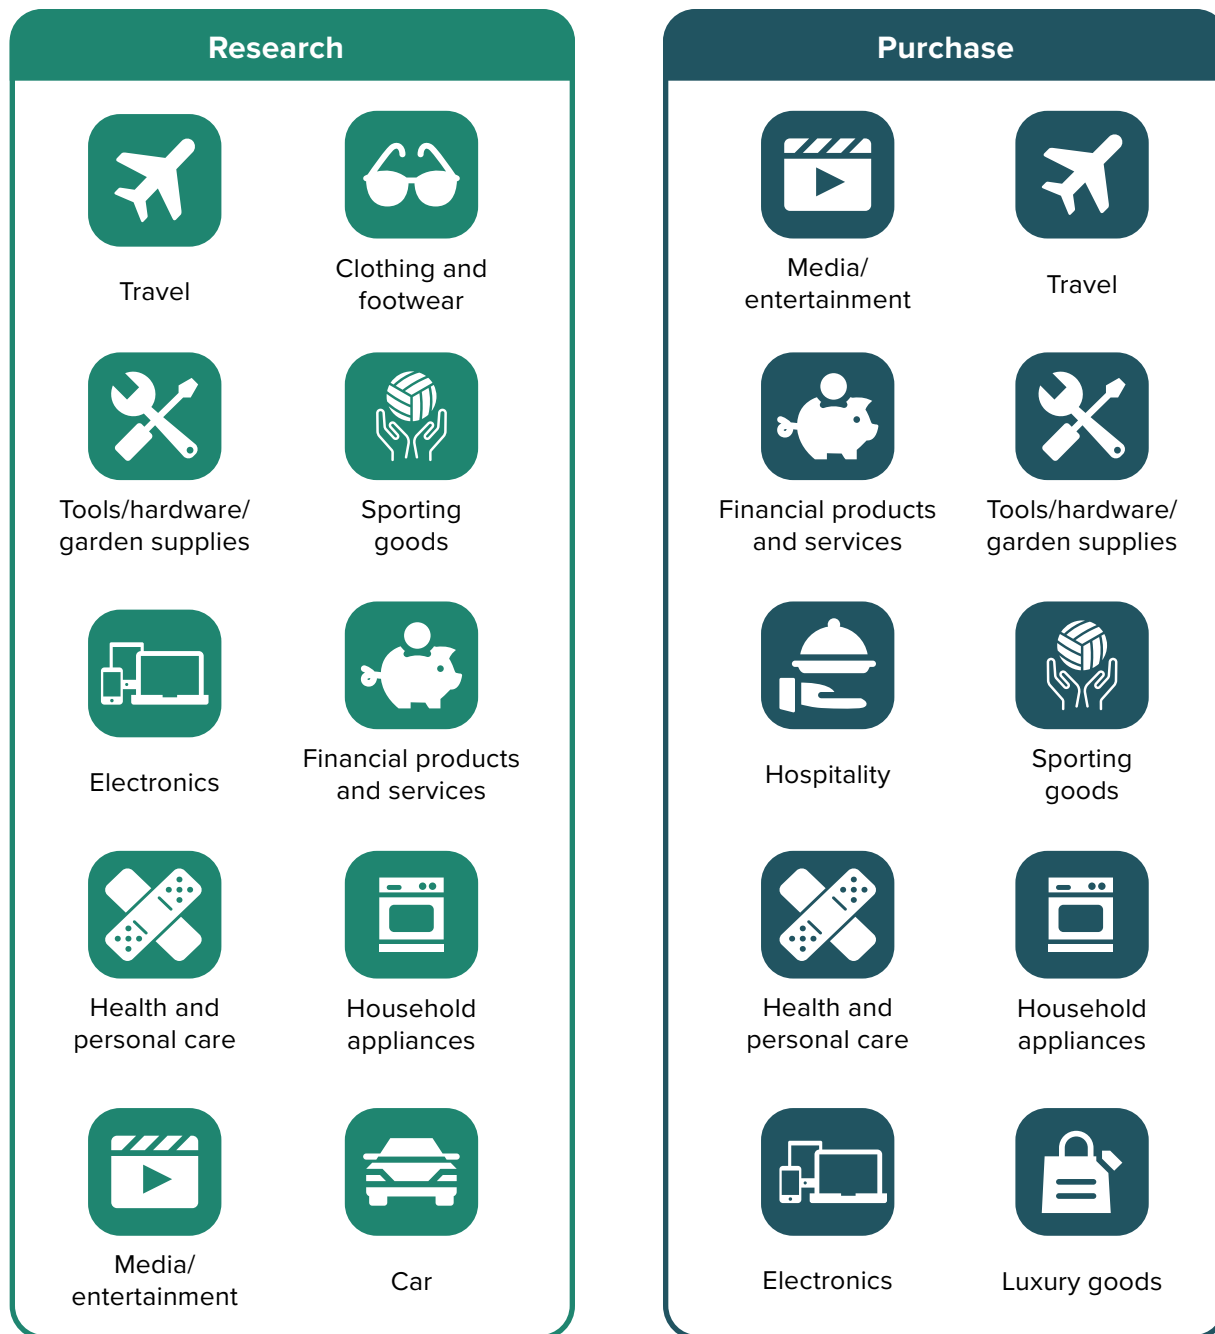 Research
Travel
Clothing and
footwear
Tools/hardware/
garden supplies
Sporting
goods
Electronics
Financial products
and services
Health and
personal care
Household
appliances
Media/
entertainment
Car
Purchase
Media/
entertainment
Travel
Financial products
and services
Tools/hardware/
garden supplies
Hospitality
Sporting
goods
Health and
personal care
Household
appliances
Electronics
Luxury goods